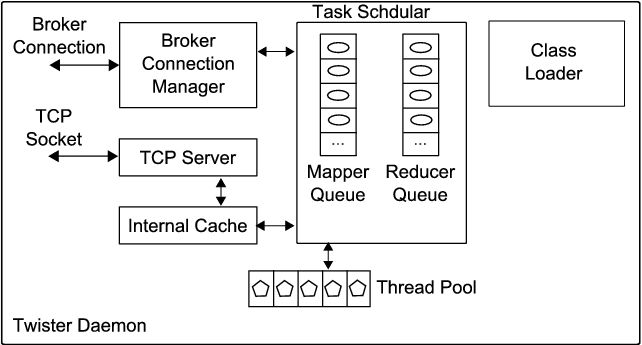 Task Schdular
Broker
Connection
Broker
Connection
Manager
Class
Loader
TCP
Socket
TCP Server
...
...
Mapper
Queue
Reducer
Queue
Internal Cache
Thread Pool
Twister Daemon